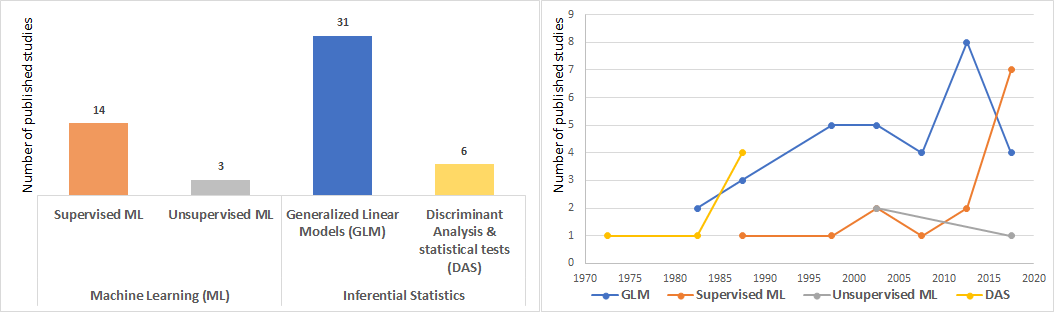 Number of published studies
14
3
31
6
Supervised ML
Unsupervised ML
Generalized Linear
Models (GLM)
Discriminant
Analysis &
statistical tests
(DAS)
Machine Learning (ML)
Inferential Statistics
Number of published studies
9
8
7
6
5
4
3
2
1
0
1970 1975 1980 1985 1990 1995 2000 2005 2010 2015 2020
GLM Supervised ML Unsupervised ML DAS